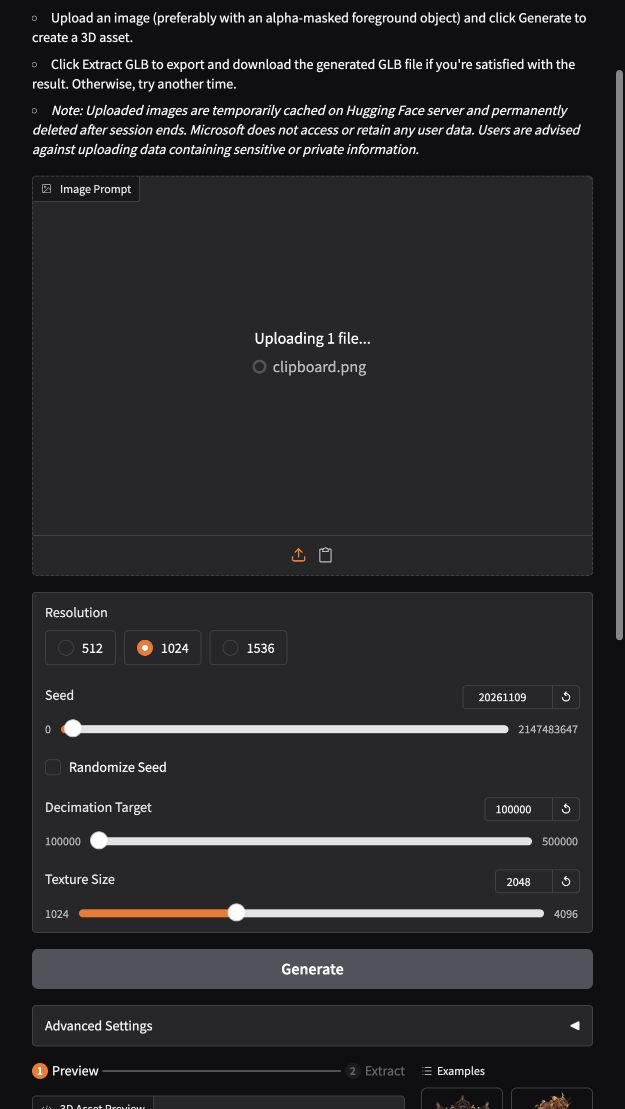 Upload an image (preferably with an alpha-masked foreground object) and click Generate to
create a 3D asset.
Click Extract GLB to export and download the generated GLB file if you're satisfied with the
result. Otherwise, try another time.
Note: Uploaded images are temporarily cached on Hugging Face server and permanently
deleted after session ends. Microsoft does not access or retain any user data. Users are advised
against uploading data containing sensitive or private information.
Image Prompt
Uploading 1 file...
clipboard.png
Resolution
512 1024 1536
Seed 20261109
0 2147483647
Randomize Seed
Decimation Target 100000
100000 500000
Texture Size 2048
1024 4096
Generate
Advanced Settings
1 Preview 2 Extract Examples
3D Asset Preview